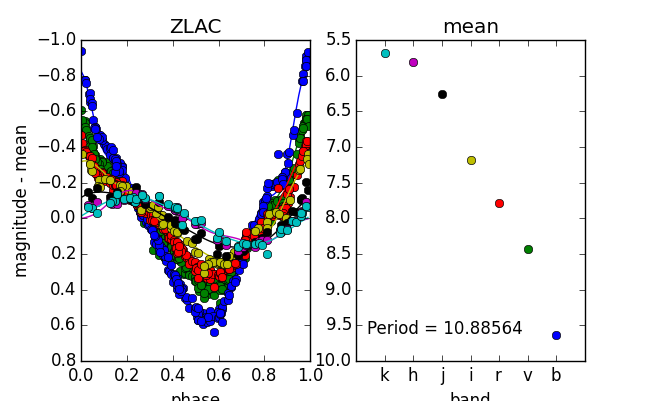 ZLAC
−1.0
−0.8
−0.6
−0.4
−0.2
0.0
0.2
0.4
0.6
0.8
magnitude - mean
0.0 0.2 0.4 0.6 0.8 1.0
phase
mean
5.5
6.0
6.5
7.0
7.5
8.0
8.5
9.0
9.5
10.0
Period = 10.88564
k h j i r v b
band